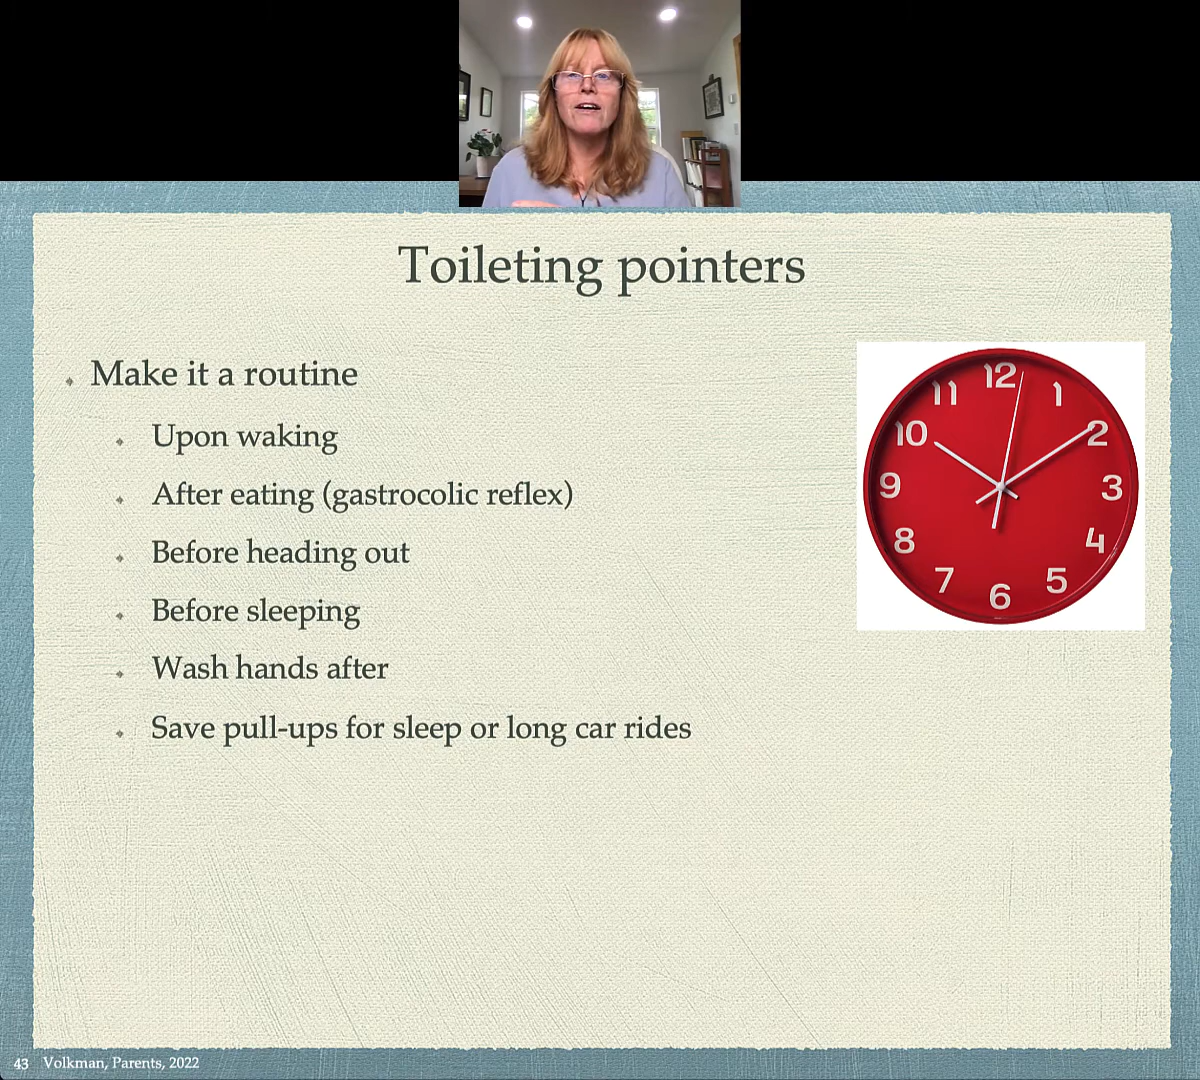 Toileting pointers
Make it a routine
Upon waking
After eating (gastrocolic reflex)
Before heading out
Before sleeping
Wash hands after
Save pull-ups for sleep or long car rides
12
11
1
10
2
9
3
8
4
7
5
6
43 Volkman, Parents, 2022